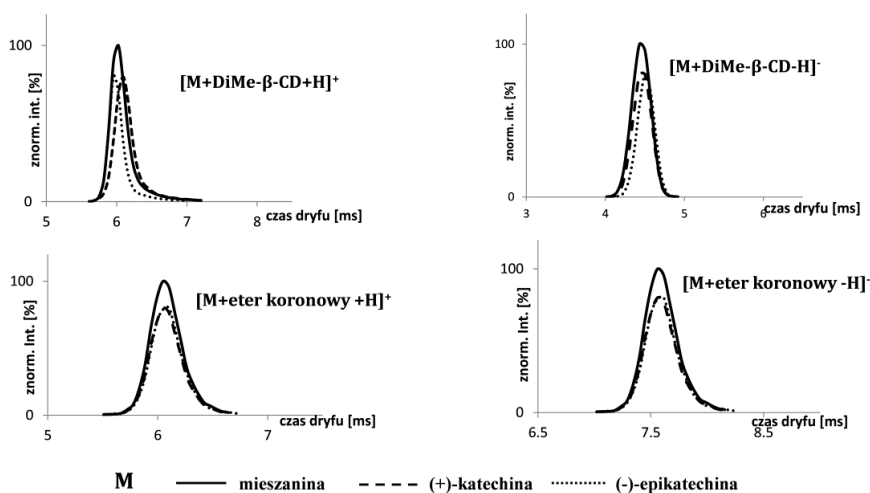 znorm. int. [%]
100
0
[M+DiMe-β-CD+H]⁺
5
6
7
8
czas dryfu [ms]
znorm. int. [%]
100
0
[M+DiMe-β-CD-H]⁻
3
4
5
6
czas dryfu [ms]
znorm. Int. [%]
100
0
[M+eter koronowy +H]⁺
5
6
7
czas dryfu [ms]
znorm. Int. [%]
100
0
[M+eter koronowy -H]⁻
6.5
7.5
8.5
czas dryfu [ms]
M mieszanina (+)-katechina (-)-epikatechina